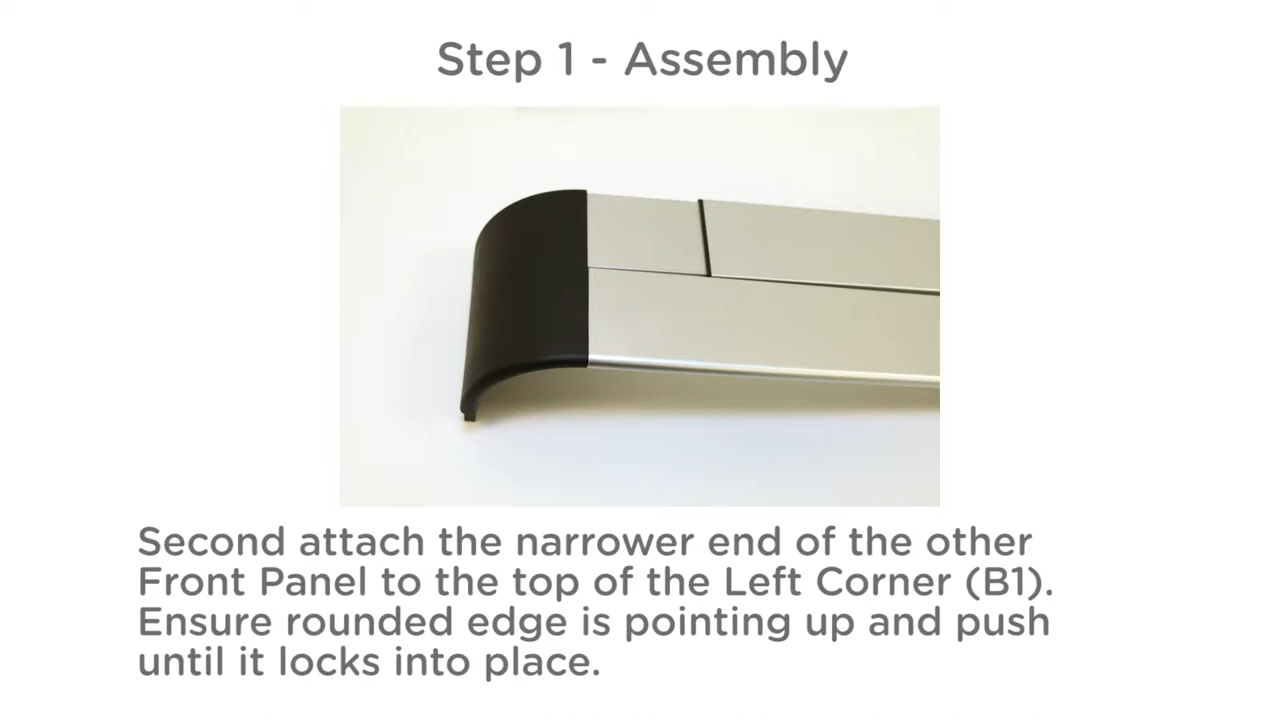 Step 1 - Assembly
Second attach the narrower end of the other
Front Panel to the top of the Left Corner (B1).
Ensure rounded edge is pointing up and push
until it locks into place.